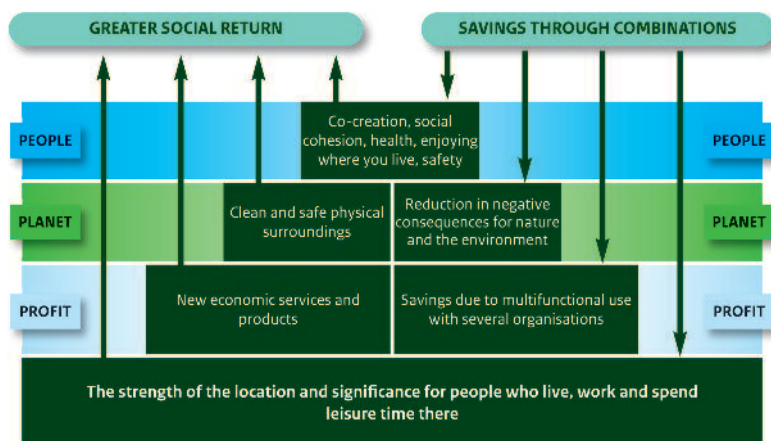 GREATER SOCIAL RETURN
SAVINGS THROUGH COMBINATIONS
PEOPLE
Co-creation, social
cohesion, health, enjoying
where you live, safety
PEOPLE
PLANET
Clean and safe physical
surroundings
Reduction in negative
consequences for nature
and the environment
PLANET
PROFIT
New economic services and
products
Savings due to multifunctional use
with several organisations
PROFIT
The strength of the location and significance for people who live, work and spend
leisure time there